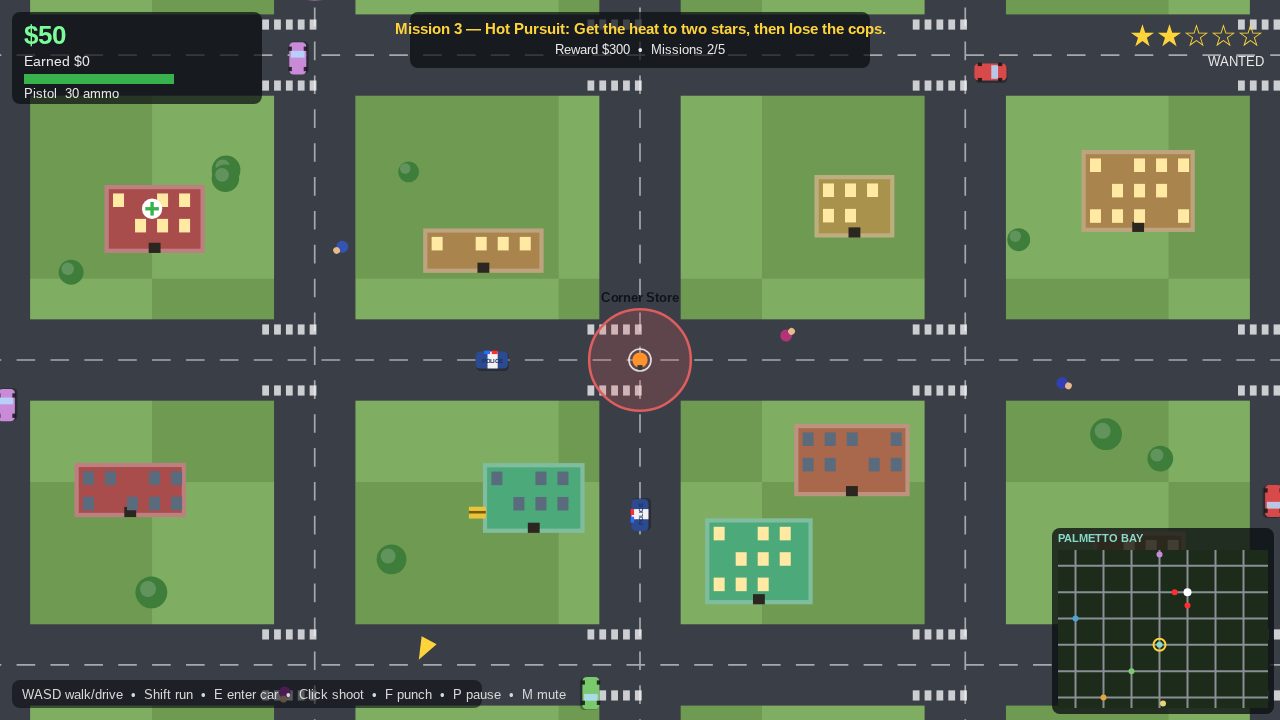 $50
Earned $0
Pistol 30 ammo
Mission 3 — Hot Pursuit: Get the heat to two stars, then lose the cops.
Reward $300 • Missions 2/5
★★☆☆☆
WANTED
Corner Store
POLICE
POLICE
PALMETTO BAY
WASD walk/drive • Shift run • E enter car • Click shoot • F punch • P pause • M mute